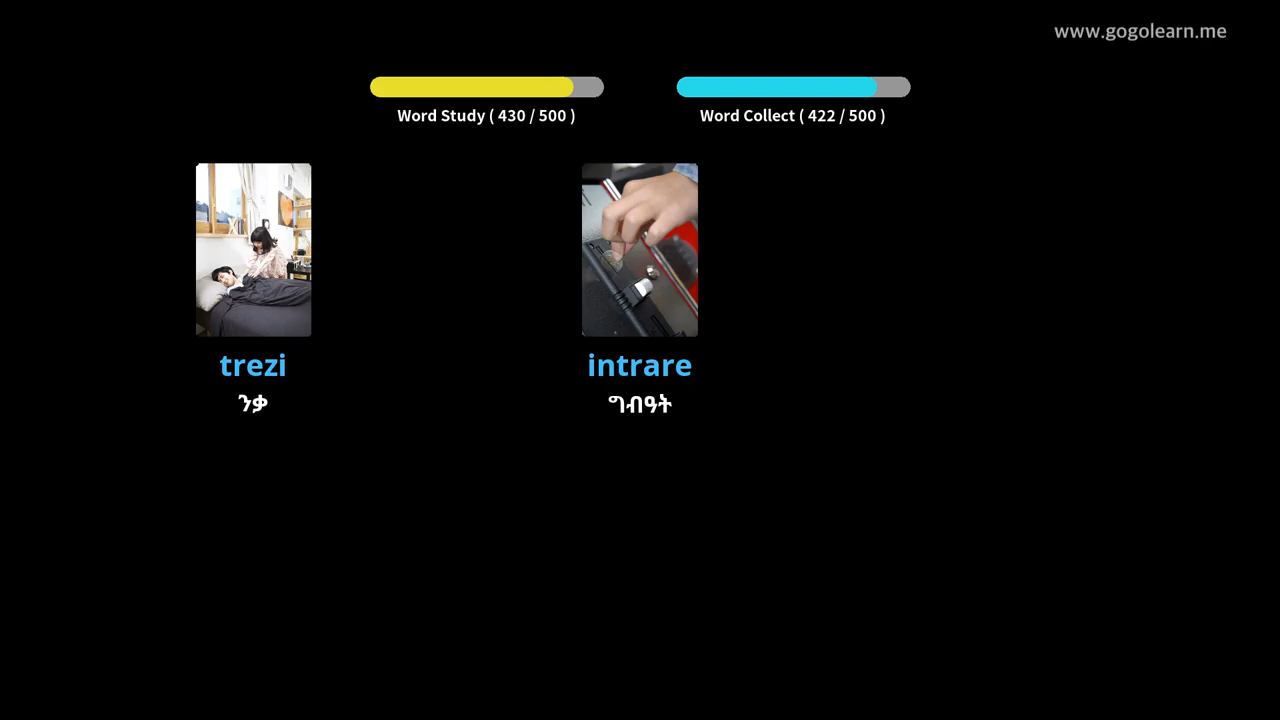 www.gogolearn.me
Word Study ( 430 / 500 )
Word Collect ( 422 / 500 )
trezi
ንቃ
intrare
ግብዓት